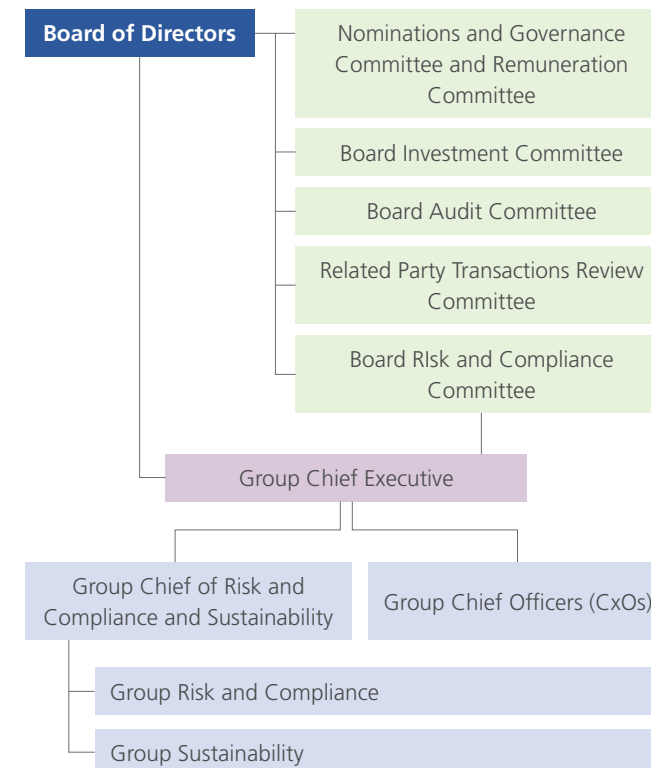 Board of Directors
Nominations and Governance
Committee and Remuneration
Committee
Board Investment Committee
Board Audit Committee
Related Party Transactions Review
Committee
Board RIsk and Compliance
Committee
Group Chief Executive
Group Chief of Risk and
Compliance and Sustainability
Group Chief Officers (CxOs)
Group Risk and Compliance
Group Sustainability